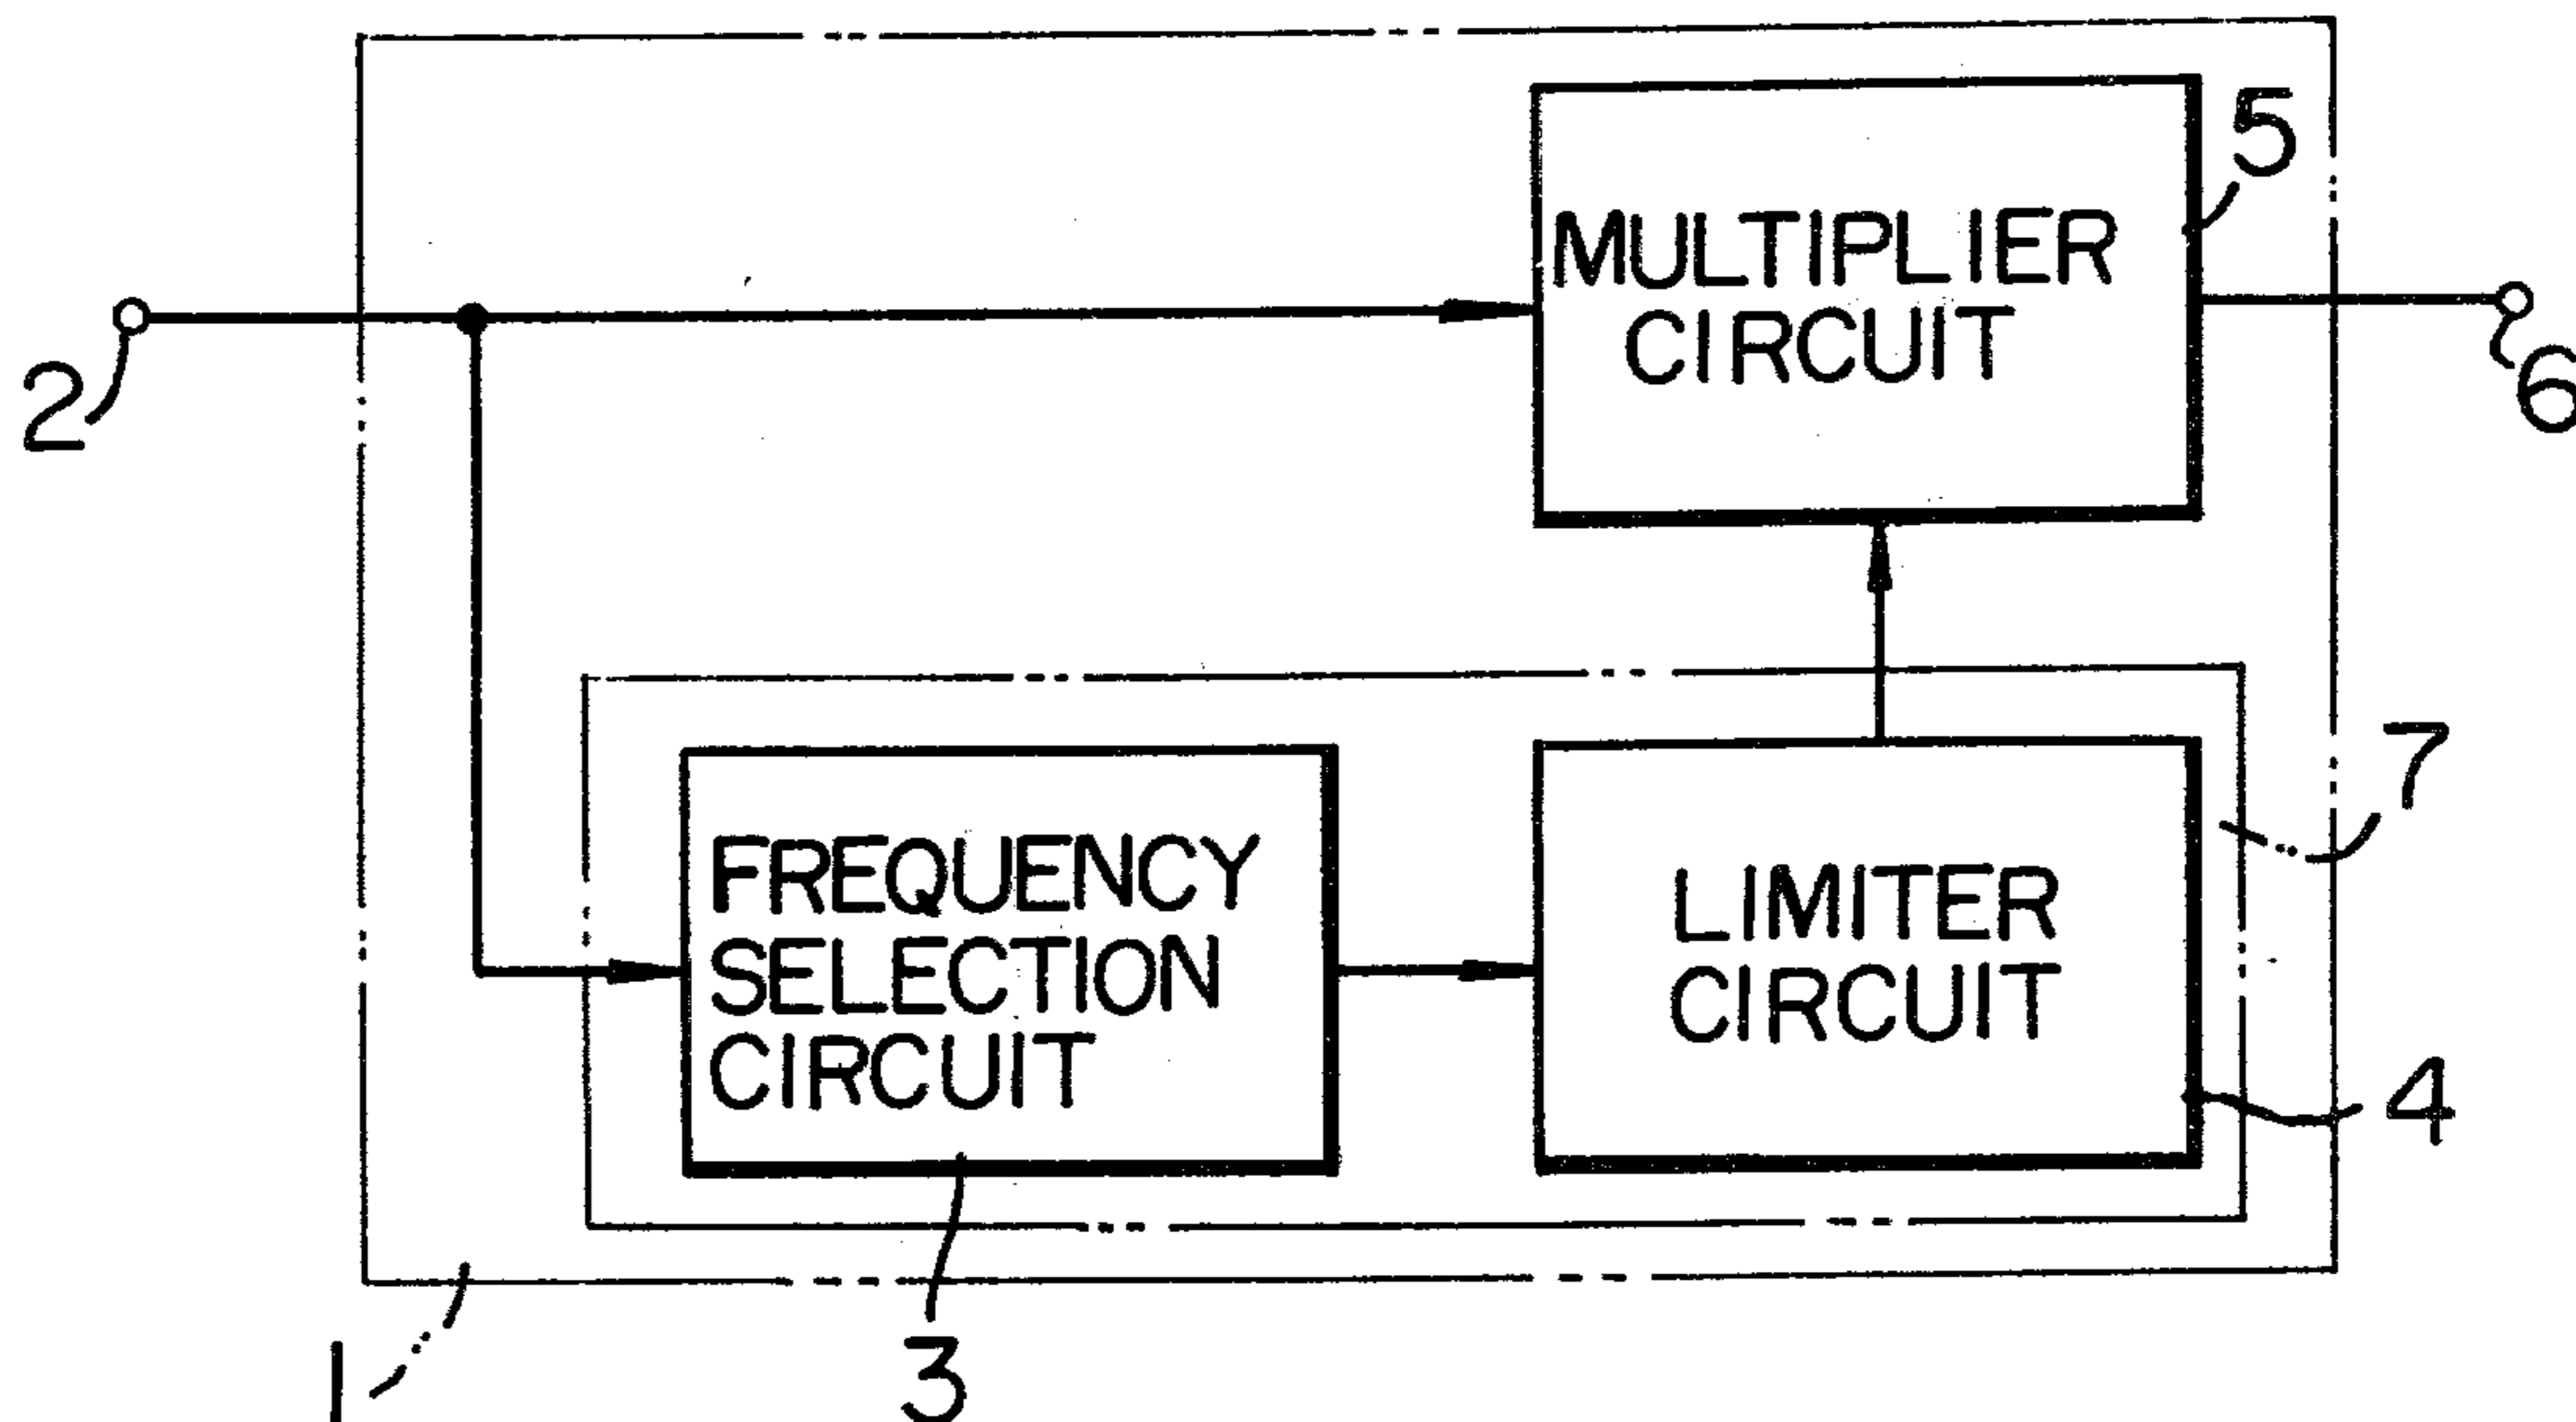 5
MULTIPLIER
CIRCUIT
2
6
7
FREQUENCY
SELECTION
CIRCUIT
LIMITER
CIRCUIT
4
1
3